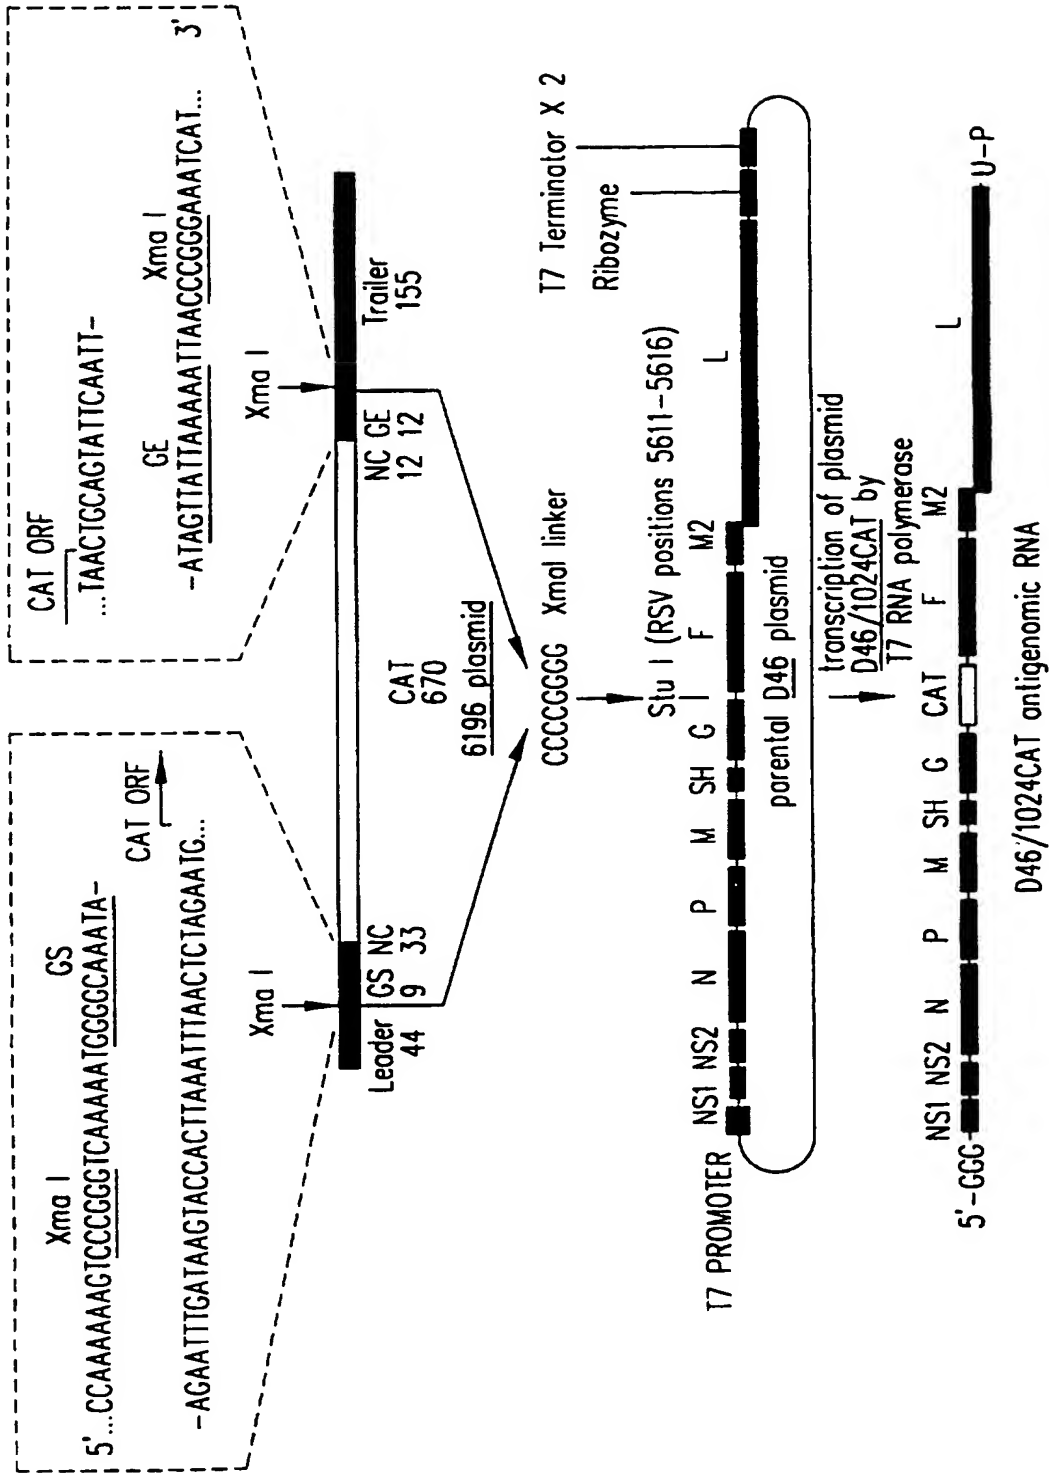 Xma I GS
5'...CCAAAAAGTCCCGGGTCAAAAATGGGGCAAATA-
CAT ORF
-AGAATTTGATAAGTACCACTTAAATTTAACTCTAGAATG...
CAT ORF
...TAACTGCAGTATTCAATT-
GE Xma I
-ATAGTTATTAAAAATTAACCCGGGAAATCAT... 3'
Xma I
Xma I
Leader GS NC
44 9 33
CAT
670
NC GE
12 12
Trailer
155
6196 plasmid
CCCCGGGG XmaI linker
Stu I (RSV positions 5611-5616)
T7 Terminator X 2
Ribozyme
T7 PROMOTER
NS1 NS2 N P M SH G F M2 L
parental D46 plasmid
transcription of plasmid
D46/1024CAT by
T7 RNA polymerase
NS1 NS2 N P M SH G CAT F M2 L
5'-GGG U-P
D46/1024CAT antigenomic RNA